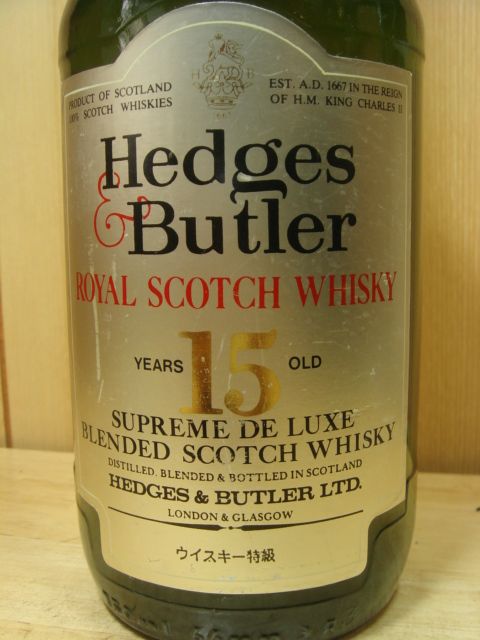 H B
1667
PRODUCT OF SCOTLAND
100% SCOTCH WHISKIES
EST. A.D. 1667 IN THE REIGN
OF H.M. KING CHARLES II
Hedges
& Butler
ROYAL SCOTCH WHISKY
YEARS 15 OLD
SUPREME DE LUXE
BLENDED SCOTCH WHISKY
DISTILLED, BLENDED & BOTTLED IN SCOTLAND
HEDGES & BUTLER LTD.
LONDON & GLASGOW
ウイスキー特級